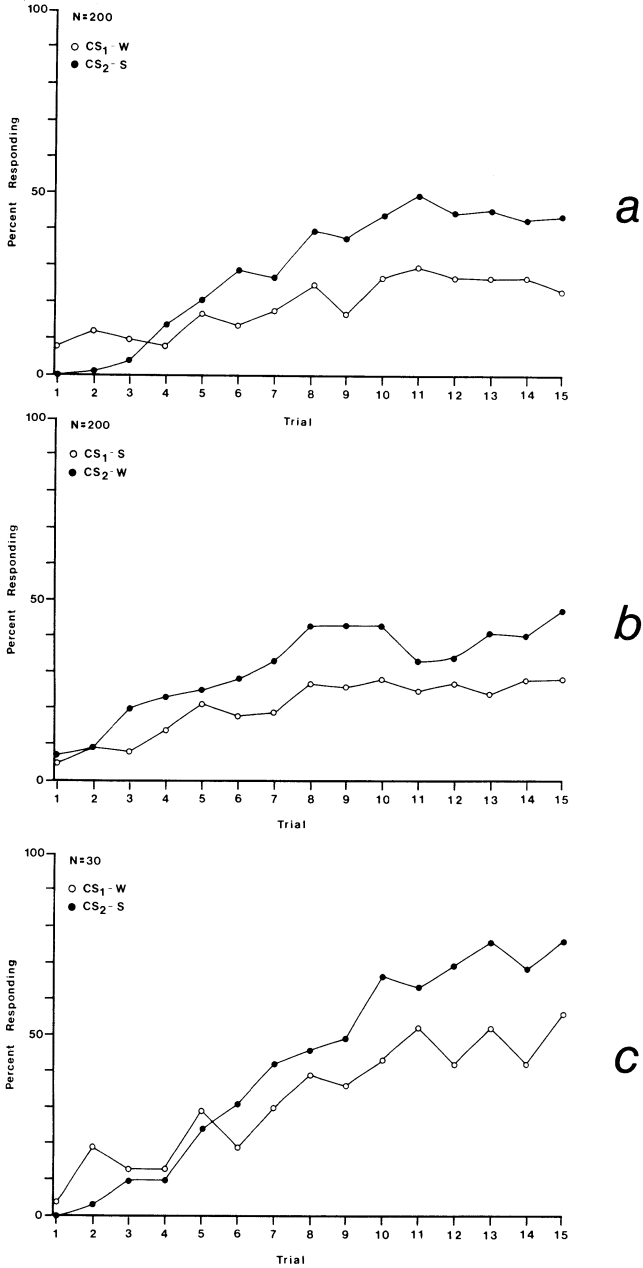 100
N=200
CS1-W
CS2-S
Percent Responding
50
0
1 2 3 4 5 6 7 8 9 10 11 12 13 14 15
Trial
a
100
N=200
CS1-S
CS2-W
Percent Responding
50
0
1 2 3 4 5 6 7 8 9 10 11 12 13 14 15
Trial
b
100
N=30
CS1-W
CS2-S
Percent Responding
50
0
1 2 3 4 5 6 7 8 9 10 11 12 13 14 15
Trial
c